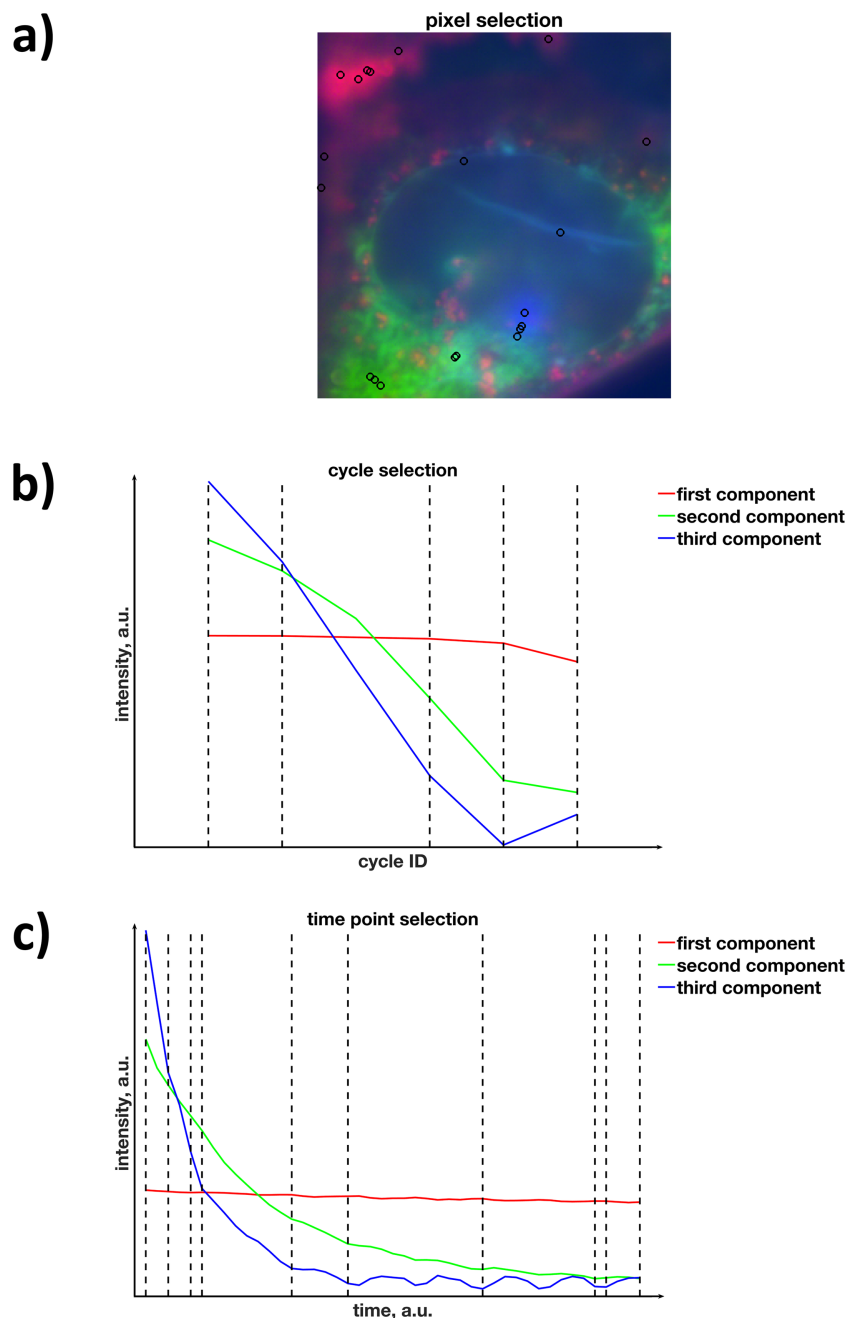 a)
pixel selection
b)
cycle selection
first component
second component
third component
intensity, a.u.
cycle ID
c)
time point selection
first component
second component
third component
intensity, a.u.
time, a.u.